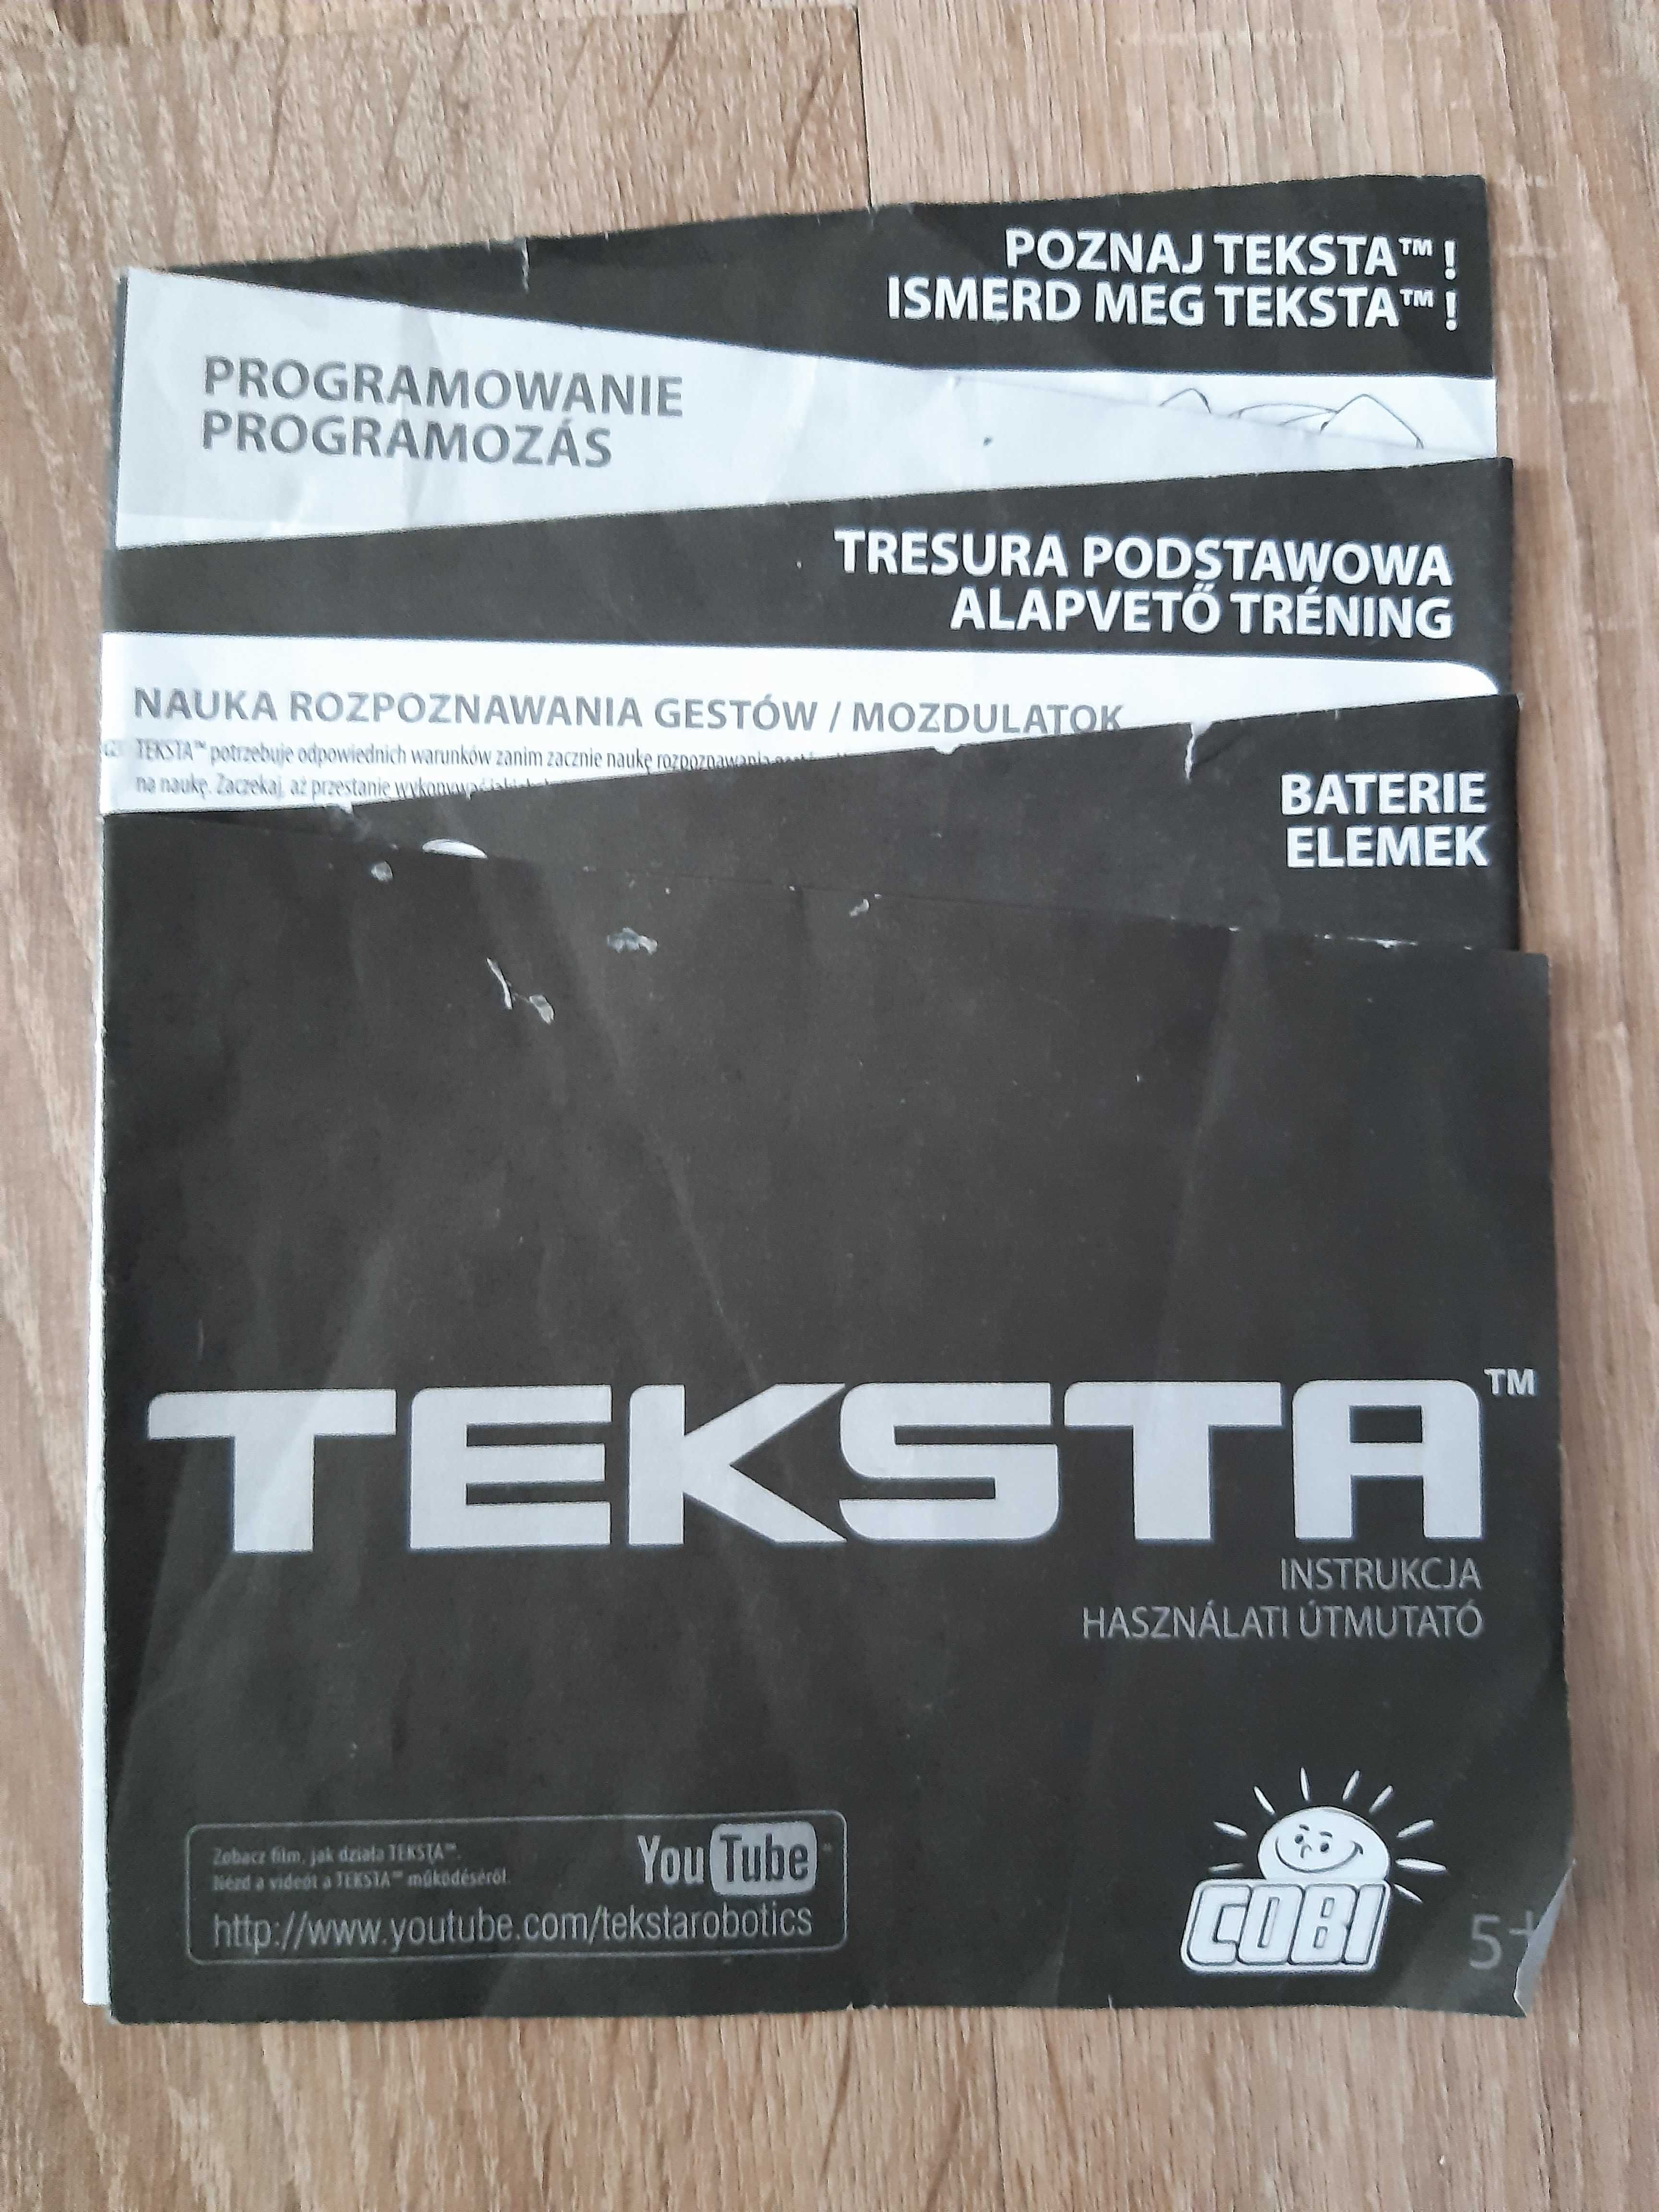 POZNAJ TEKSTA™ !
ISMERD MEG TEKSTA™ !
PROGRAMOWANIE
PROGRAMOZÁS
TRESURA PODSTAWOWA
ALAPVETŐ TRÉNING
NAUKA ROZPOZNAWANIA GESTÓW / MOZDULATOK
TEKSTA™ potrzebuje odpowiednich warunków zanim zacznie naukę rozpoznawania
na naukę. Zaczekaj, aż przestanie wykonywać
BATERIE
ELEMEK
TEKSTA™
INSTRUKCJA
HASZNÁLATI ÚTMUTATÓ
Zobacz film, jak działa TEKSTA™.
Nézd a videót a TEKSTA™ működéséről.
YouTube™
http://www.youtube.com/tekstarobotics
COBI
5+